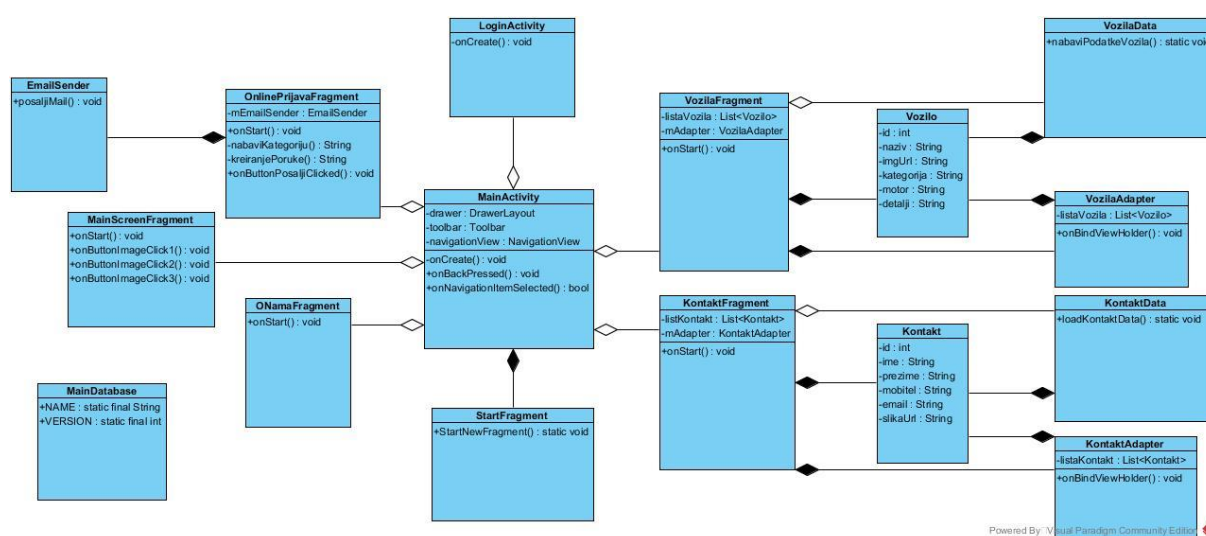 LoginActivity
-onCreate() : void
VozilaData
+nabaviPodatkeVozila() : static void
EmailSender
+posaljiMail() : void
OnlinePrijavaFragment
-mEmailSender : EmailSender
+onStart() : void
-nabaviKategoriju() : String
-kreiranjePoruke() : String
+onButtonPosaljiClicked() : void
VozilaFragment
-listaVozila : List<Vozilo>
-mAdapter : VozilaAdapter
+onStart() : void
Vozilo
-id : int
-naziv : String
-imgUrl : String
-kategorija : String
-motor : String
-detalji : String
VozilaAdapter
-listaVozila : List<Vozilo>
+onBindViewHolder() : void
MainActivity
-drawer : DrawerLayout
-toolbar : Toolbar
-navigationView : NavigationView
-onCreate() : void
+onBackPressed() : void
+onNavigationItemSelected() : bool
MainScreenFragment
+onStart() : void
+onButtonImageClick1() : void
+onButtonImageClick2() : void
+onButtonImageClick3() : void
ONamaFragment
+onStart() : void
KontaktFragment
-listKontakt : List<Kontakt>
-mAdapter : KontaktAdapter
+onStart() : void
Kontakt
-id : int
-ime : String
-prezime : String
-mobitel : String
-email : String
-slikaUrl : String
KontaktData
+loadKontaktData() : static void
MainDatabase
+NAME : static final String
+VERSION : static final int
StartFragment
+StartNewFragment() : static void
KontaktAdapter
-listaKontakt : List<Kontakt>
+onBindViewHolder() : void
Powered By Visual Paradigm Community Edition